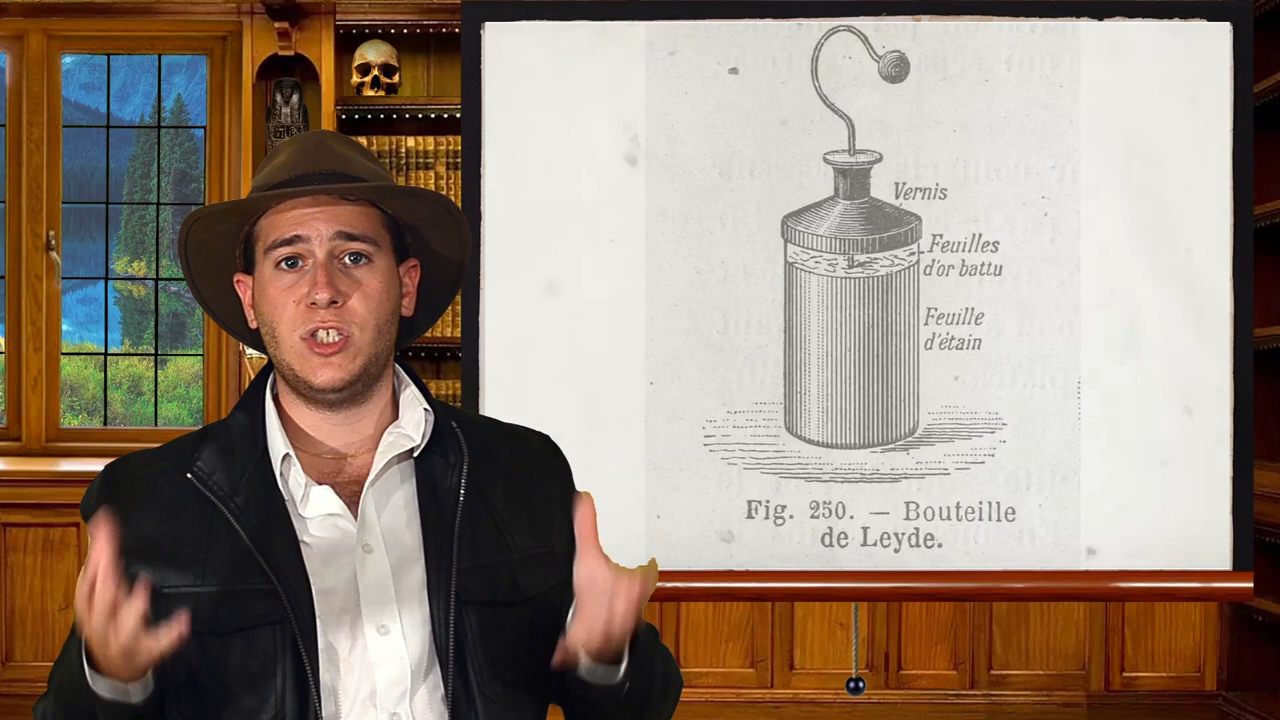 Vernis
Feuilles
d'or battu
Feuille
d'étain
Fig. 250. — Bouteille
de Leyde.